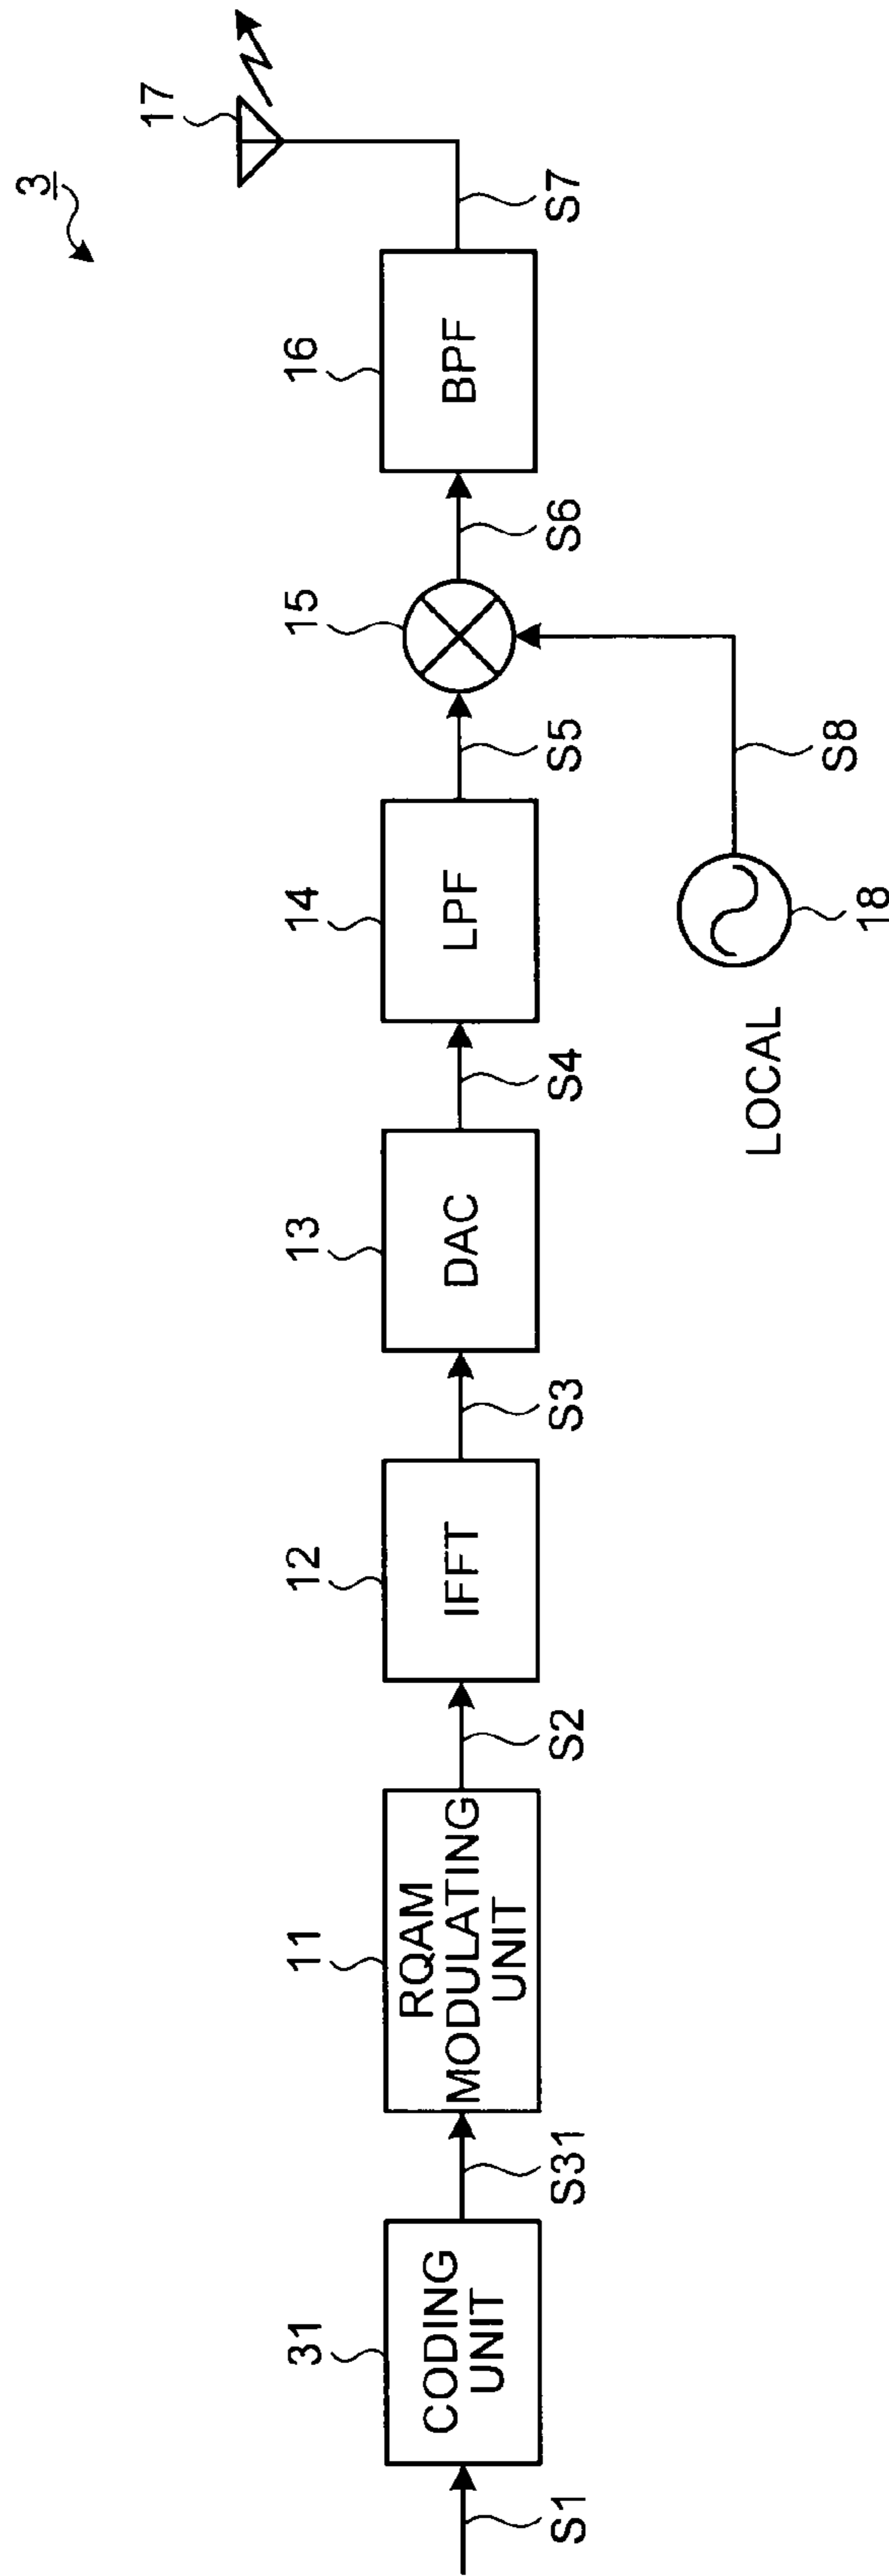 3
17
31
CODING
UNIT
11
RQAM
MODULATING
UNIT
12
IFFT
13
DAC
14
LPF
15
16
BPF
S1
S31
S2
S3
S4
S5
S6
S7
S8
LOCAL
18